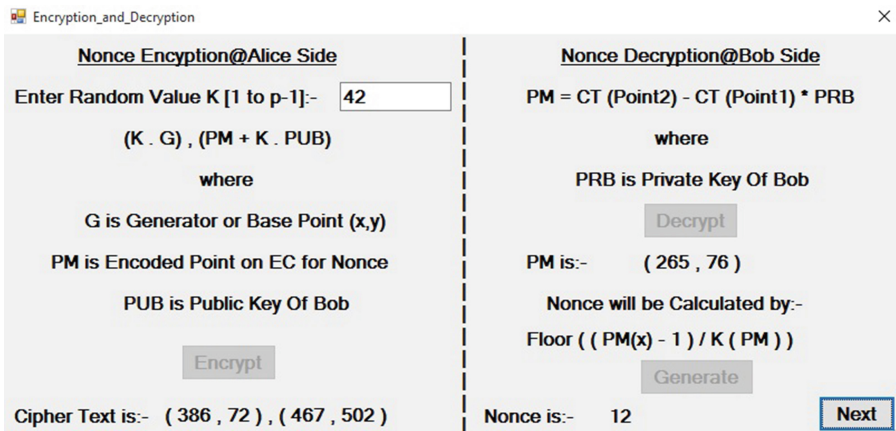 Encryption_and_Decryption
Nonce Encyption@Alice Side
Enter Random Value K [1 to p-1]:- 42
(K . G) , (PM + K . PUB)
where
G is Generator or Base Point (x,y)
PM is Encoded Point on EC for Nonce
PUB is Public Key Of Bob
Encrypt
Cipher Text is:- ( 386 , 72 ) , ( 467 , 502 )
Nonce Decryption@Bob Side
PM = CT (Point2) - CT (Point1) * PRB
where
PRB is Private Key Of Bob
Decrypt
PM is:- ( 265 , 76 )
Nonce will be Calculated by:-
Floor ( ( PM(x) - 1 ) / K ( PM ) )
Generate
Nonce is:- 12
Next